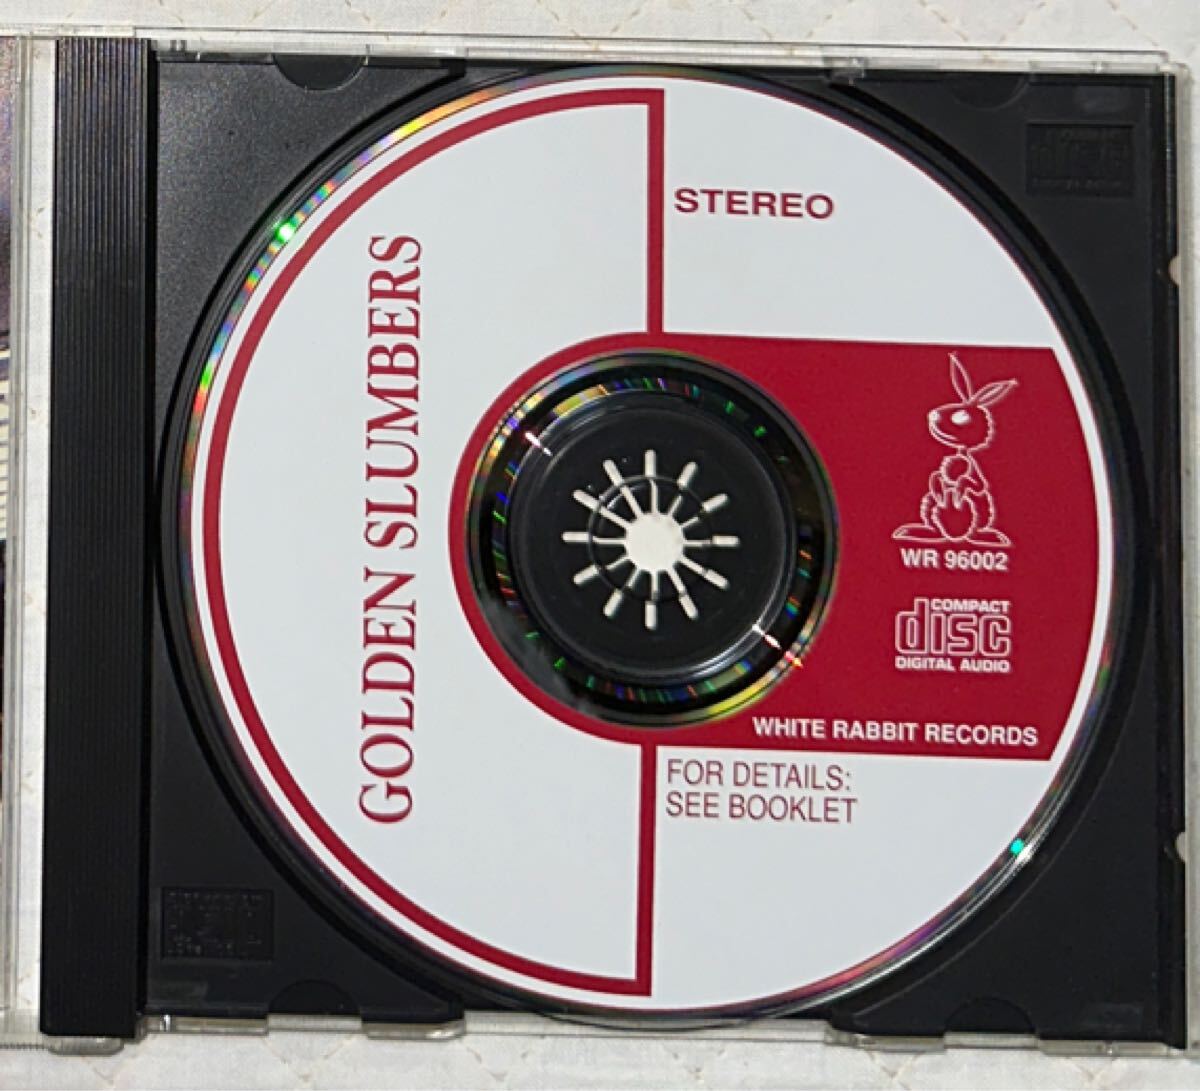 GOLDEN SLUMBERS
STEREO
WR 96002
COMPACT
disc
DIGITAL AUDIO
WHITE RABBIT RECORDS
FOR DETAILS:
SEE BOOKLET